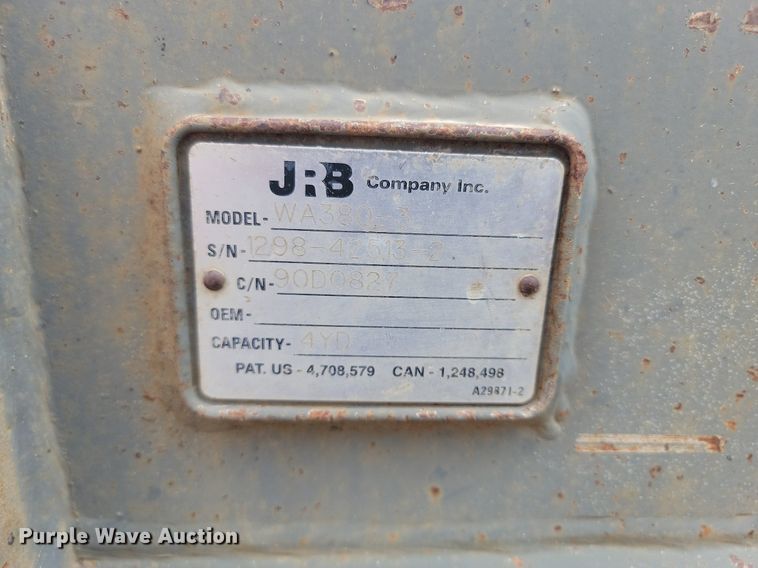 JRB Company Inc.
MODEL- WA380-3
S/N- 1298-42513-2
C/N- 90D0827
OEM-
CAPACITY- 4YD
PAT. US - 4,708,579 CAN - 1,248,498
A29871-2
Purple Wave Auction